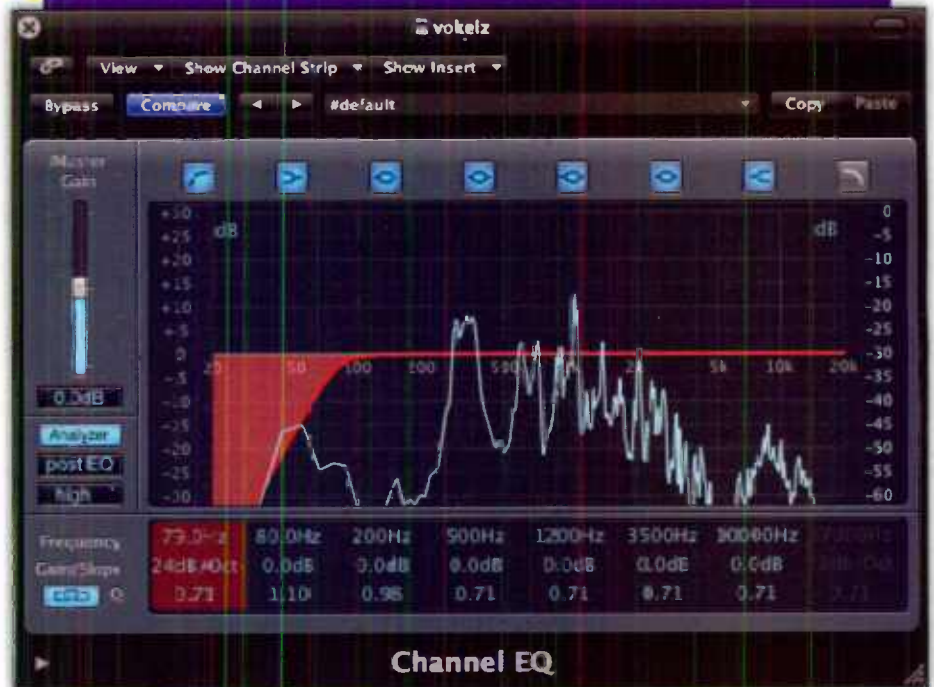 vokelz
View Show Channel Strip Show Insert
Bypass Compare #default Copy Paste
Master
Gain
+30 0
+25 dB dB -5
+20 -10
+15 -15
+10 -20
+5 -25
0 20 50 100 200 500 1k 2k 5k 10k 20k -30
-5 -35
-10 -40
-15 -45
-20 -50
-25 -55
-30 -60
0.0dB
Analyzer
post EQ
high
Frequency 80.0Hz 200Hz 1200Hz 3500Hz
Gain/Slope 24dB/Oct 0.0dB 0.0dB 0.0dB 0.0dB 0.0dB 0.0dB
Q 0.71 1.10 0.98 0.71 0.71 0.71 0.71
Channel EQ